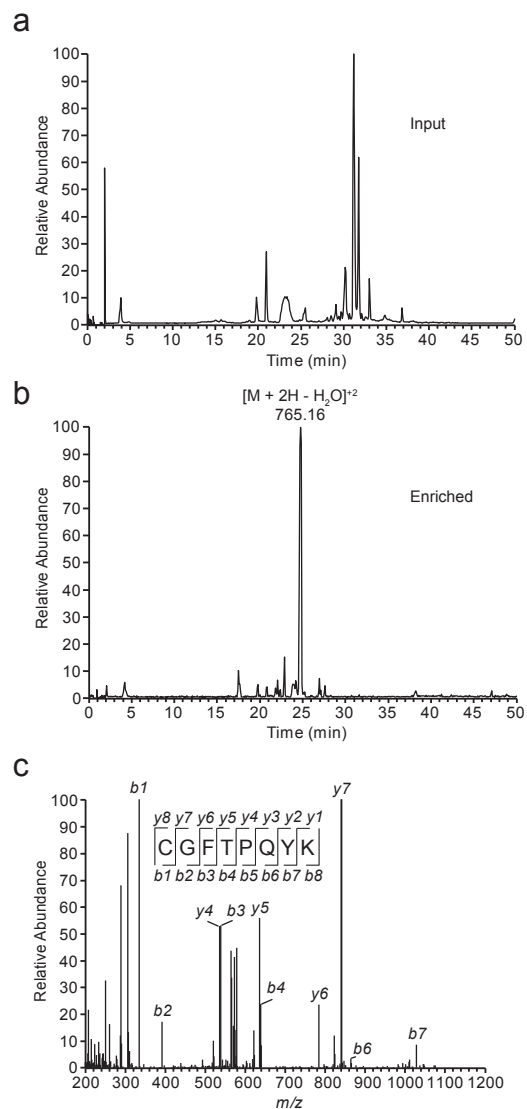 a
100
90
80
70
60
50
40
30
20
10
0
Relative Abundance
Input
0 5 10 15 20 25 30 35 40 45 50
Time (min)
b
[M + 2H - H₂O]⁺²
765.16
100
90
80
70
60
50
40
30
20
10
0
Relative Abundance
Enriched
0 5 10 15 20 25 30 35 40 45 50
Time (min)
c
b1 y7
100
90
80
70
60
50
40
30
20
10
0
Relative Abundance
y8 y7 y6 y5 y4 y3 y2 y1
C G F T P Q Y K
b1 b2 b3 b4 b5 b6 b7 b8
y4 b3 y5
b4
y6
b2
b6 b7
200 300 400 500 600 700 800 900 1000 1100 1200
m/z